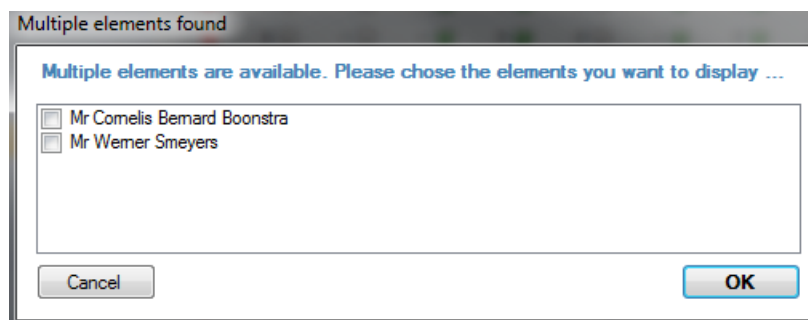 Multiple elements found
Multiple elements are available. Please chose the elements you want to display ...
Mr Cornelis Bernard Boonstra
Mr Werner Smeyers
Cancel
OK